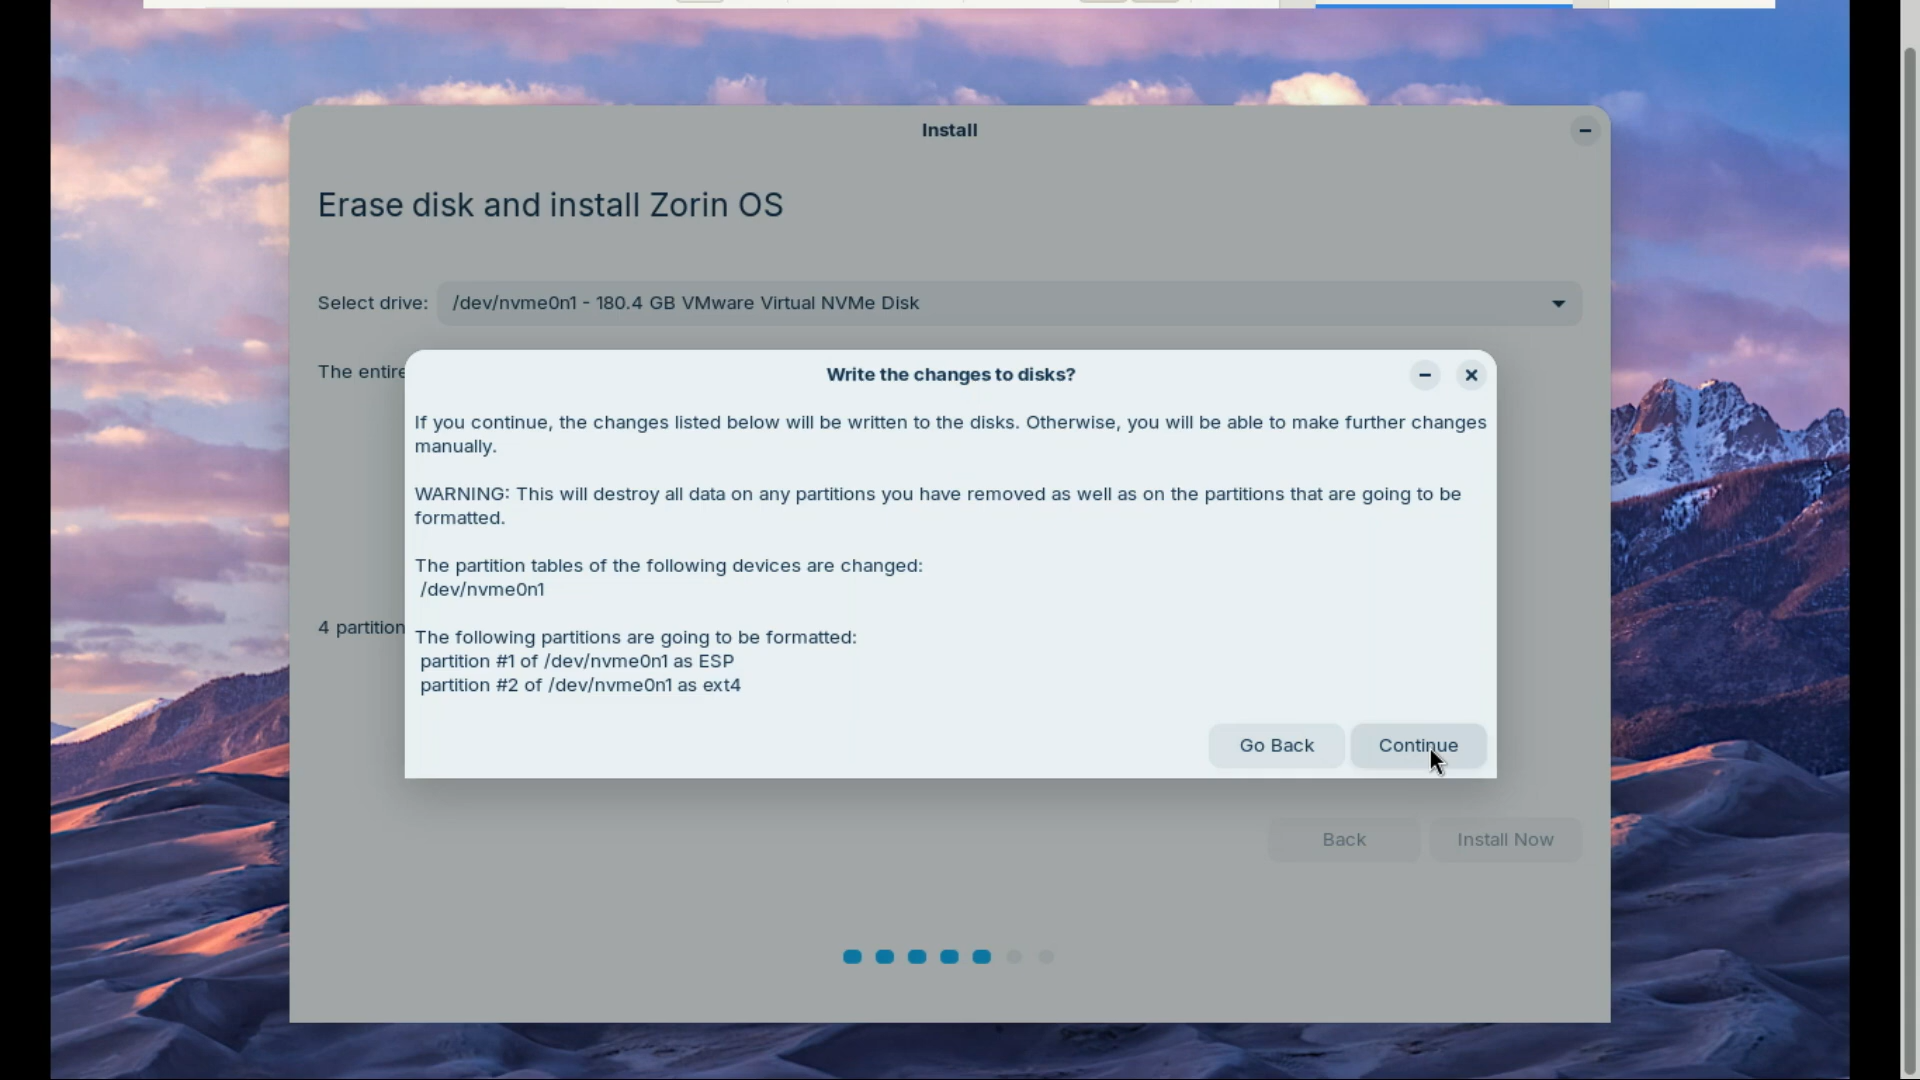 Install
Erase disk and install Zorin OS
Select drive: /dev/nvme0n1 - 180.4 GB VMware Virtual NVMe Disk
The entire
Write the changes to disks?
If you continue, the changes listed below will be written to the disks. Otherwise, you will be able to make further changes
manually.
WARNING: This will destroy all data on any partitions you have removed as well as on the partitions that are going to be
formatted.
The partition tables of the following devices are changed:
/dev/nvme0n1
4 partition
The following partitions are going to be formatted:
partition #1 of /dev/nvme0n1 as ESP
partition #2 of /dev/nvme0n1 as ext4
Go Back Continue
Back Install Now